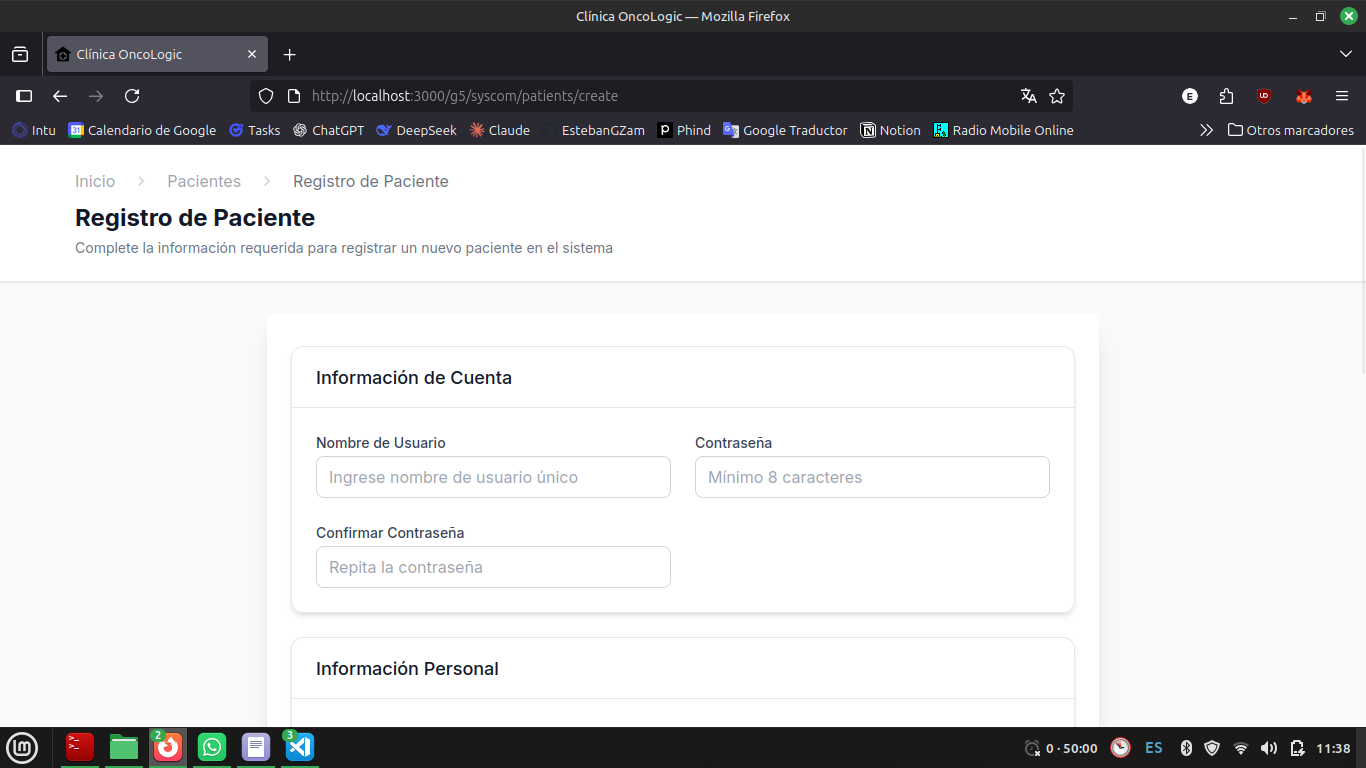 Clínica OncoLogic — Mozilla Firefox
Clínica OncoLogic
http://localhost:3000/g5/syscom/patients/create
E
UD
Intu
31
Calendario de Google
Tasks
ChatGPT
DeepSeek
Claude
EstebanGZam
Phind
Google Traductor
Notion
Radio Mobile Online
Otros marcadores
Inicio
Pacientes
Registro de Paciente
Registro de Paciente
Complete la información requerida para registrar un nuevo paciente en el sistema
Información de Cuenta
Nombre de Usuario
Contraseña
Ingrese nombre de usuario único
Mínimo 8 caracteres
Confirmar Contraseña
Repita la contraseña
Información Personal
2
3
0 · 50:00
ES
11:38